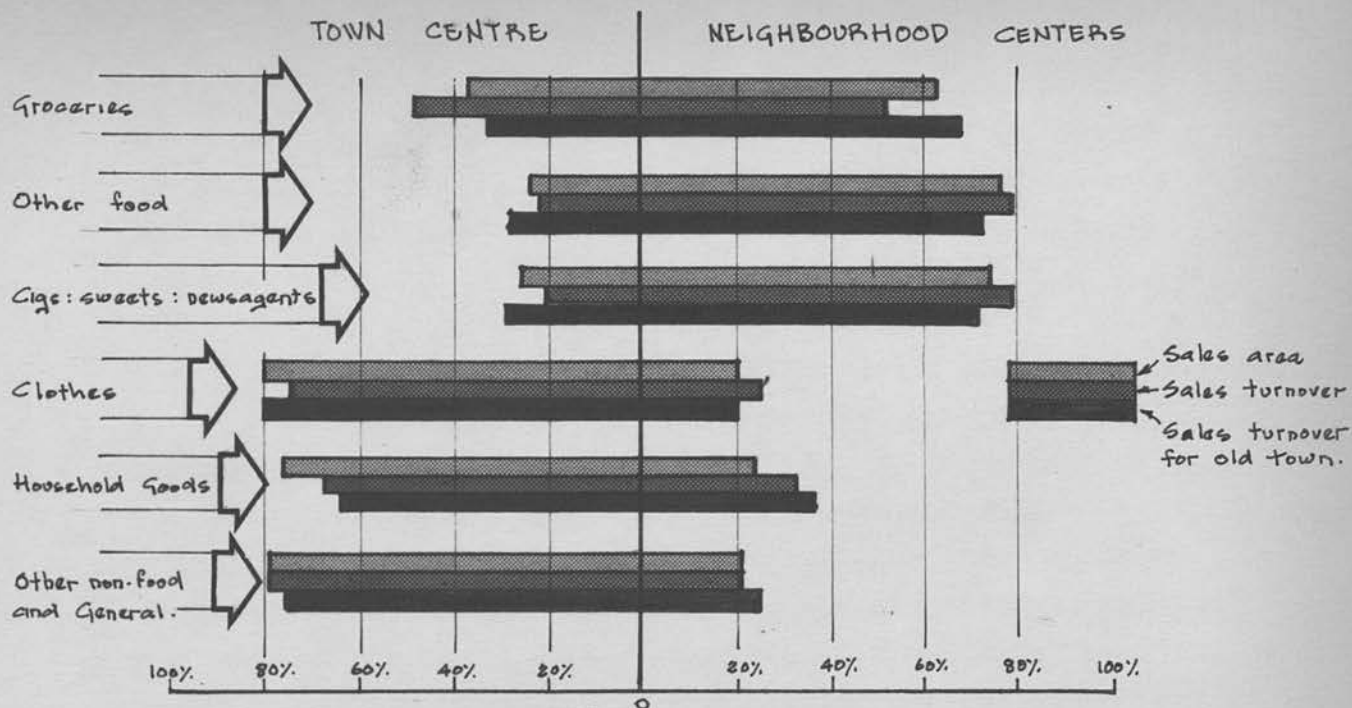 TOWN CENTRE NEIGHBOURHOOD CENTERS
Groceries
Other food
Cigs: sweets: newsagents
Clothes
Sales area
Sales turnover
Sales turnover
for old town.
Household Goods
Other non-food
and General.
100% 80% 60% 40% 20% 0 20% 40% 60% 80% 100%